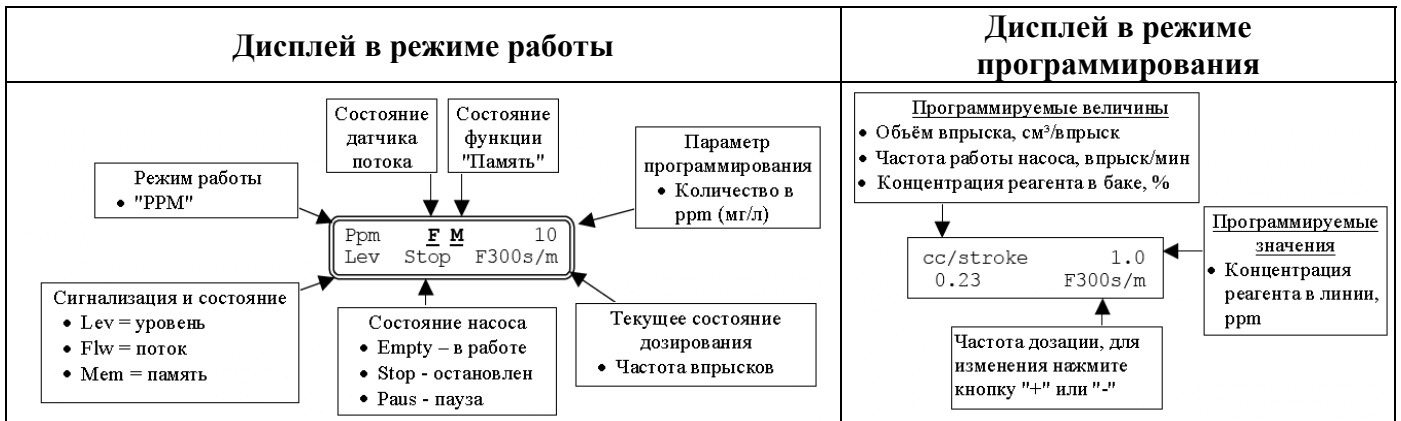 Дисплей в режиме работы
Дисплей в режиме
программирования
Состояние
датчика
потока
Состояние
функции
"Память"
Параметр
программирования
• Количество в
ppm (мг/л)
Режим работы
• "PPM"
Ppm F M 10
Lev Stop F300s/m
Сигнализация и состояние
• Lev = уровень
• Flw = поток
• Mem = память
Состояние насоса
• Empty – в работе
• Stop - остановлен
• Paus - пауза
Текущее состояние
дозирования
• Частота впрысков
Программируемые величины
• Объём впрыска, см³/впрыск
• Частота работы насоса, впрыск/мин
• Концентрация реагента в баке, %
cc/stroke 1.0
0.23 F300s/m
Программируемые
значения
• Концентрация
реагента в линии,
ppm
Частота дозации, для
изменения нажмите
кнопку "+" или "-"